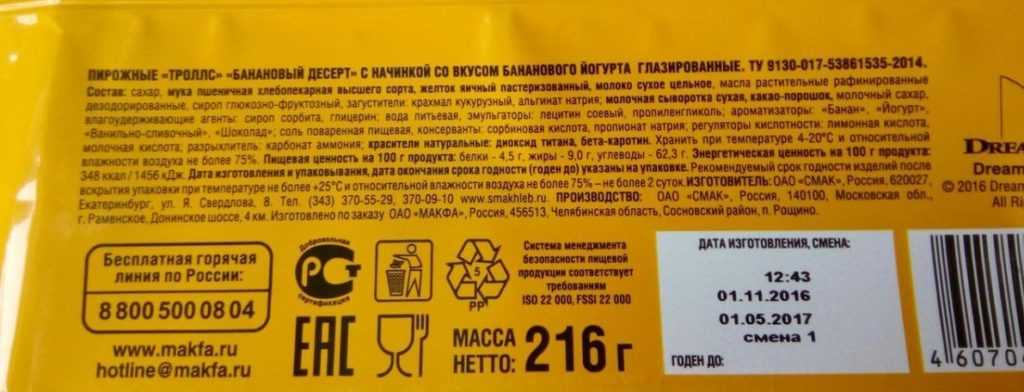 ПИРОЖНЫЕ «ТРОЛЛС» «БАНАНОВЫЙ ДЕСЕРТ» С НАЧИНКОЙ СО ВКУСОМ БАНАНОВОГО ЙОГУРТА ГЛАЗИРОВАННЫЕ. ТУ 9130-017-53861535-2014.
Состав: сахар, мука пшеничная хлебопекарная высшего сорта, желток яичный пастеризованный, молоко сухое цельное, масла растительные рафинированные
дезодорированные, сироп глюкозно-фруктозный, загустители: крахмал кукурузный, альгинат натрия; молочная сыворотка сухая, какао-порошок, молочный сахар,
влагоудерживающие агенты: сироп сорбита, глицерин; вода питьевая, эмульгаторы: лецитин соевый, пропиленгликоль; ароматизаторы: «Банан», «Йогурт»,
«Ванильно-сливочный», «Шоколад»; соль поваренная пищевая, консерванты: сорбиновая кислота, пропионат натрия; регуляторы кислотности: лимонная кислота,
молочная кислота; разрыхлитель: карбонат аммония; красители натуральные: диоксид титана, бета-каротин. Хранить при температуре 4-20°С и относительной
влажности воздуха не более 75%. Пищевая ценность на 100 г продукта: белки - 4,5 г, жиры - 9,0 г, углеводы - 62,3 г. Энергетическая ценность на 100 г продукта:
348 ккал / 1456 кДж. Дата изготовления и упаковывания, дата окончания срока годности (годен до) указаны на упаковке. Рекомендуемый срок годности изделий после
вскрытия упаковки при температуре не более +25°С и относительной влажности воздуха не более 75% – не более 2 суток. ИЗГОТОВИТЕЛЬ: ОАО «СМАК», Россия, 620027,
Екатеринбург, ул. Я. Свердлова, 8. Тел. (343) 370-55-29, 370-09-10 www.smakhleb.ru. ПРОИЗВОДСТВО: ОАО «СМАК», Россия, 140100, Московская обл.,
г. Раменское, Донинское шоссе, 4 км. Изготовлено по заказу ОАО «МАКФА», Россия, 456513, Челябинская область, Сосновский район, п. Рощино.
DREA
Dream
© 2016 Dream
All Ri
Бесплатная горячая
линия по России:
8 800 500 08 04
www.makfa.ru
hotline@makfa.ru
Добровольная
РСТ
сертификация
EAC
5
PP
Система менеджмента
безопасности пищевой
продукции соответствует
требованиям
ISO 22 000, FSSI 22 000
МАССА
НЕТТО: 216 г
ДАТА ИЗГОТОВЛЕНИЯ, СМЕНА:
12:43
01.11.2016
01.05.2017
смена 1
ГОДЕН ДО:
4 60704